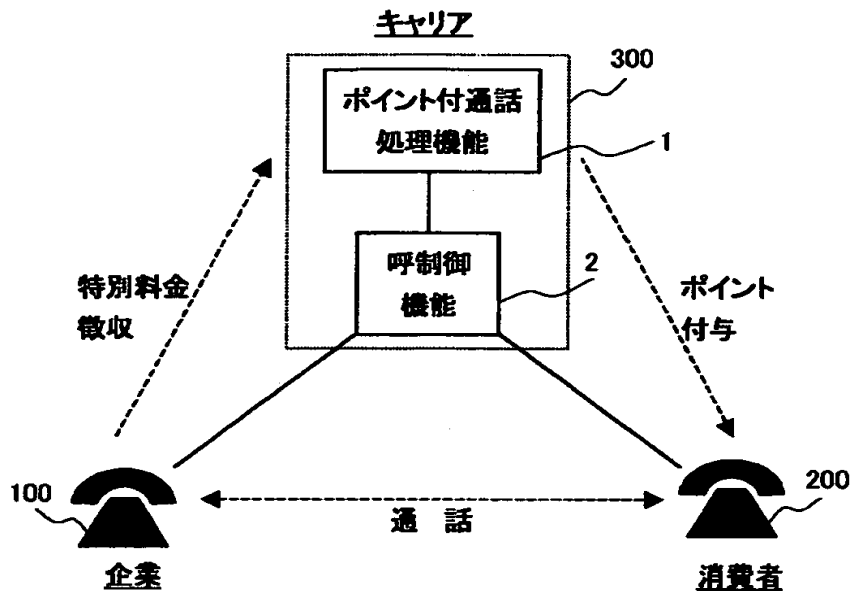 キャリア
300
ポイント付通話
処理機能
1
呼制御
機能
2
特別料金
徴収
ポイント
付与
100
200
通 話
企業
消費者